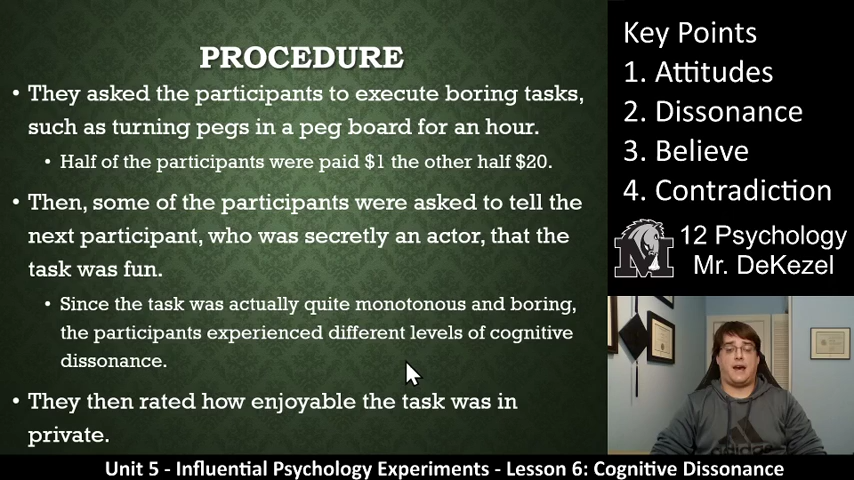 PROCEDURE
• They asked the participants to execute boring tasks,
such as turning pegs in a peg board for an hour.
• Half of the participants were paid $1 the other half $20.
• Then, some of the participants were asked to tell the
next participant, who was secretly an actor, that the
task was fun.
• Since the task was actually quite monotonous and boring,
the participants experienced different levels of cognitive
dissonance.
• They then rated how enjoyable the task was in
private.
Key Points
1. Attitudes
2. Dissonance
3. Believe
4. Contradiction
M
12 Psychology
Mr. DeKezel
adidas
Unit 5 - Influential Psychology Experiments - Lesson 6: Cognitive Dissonance